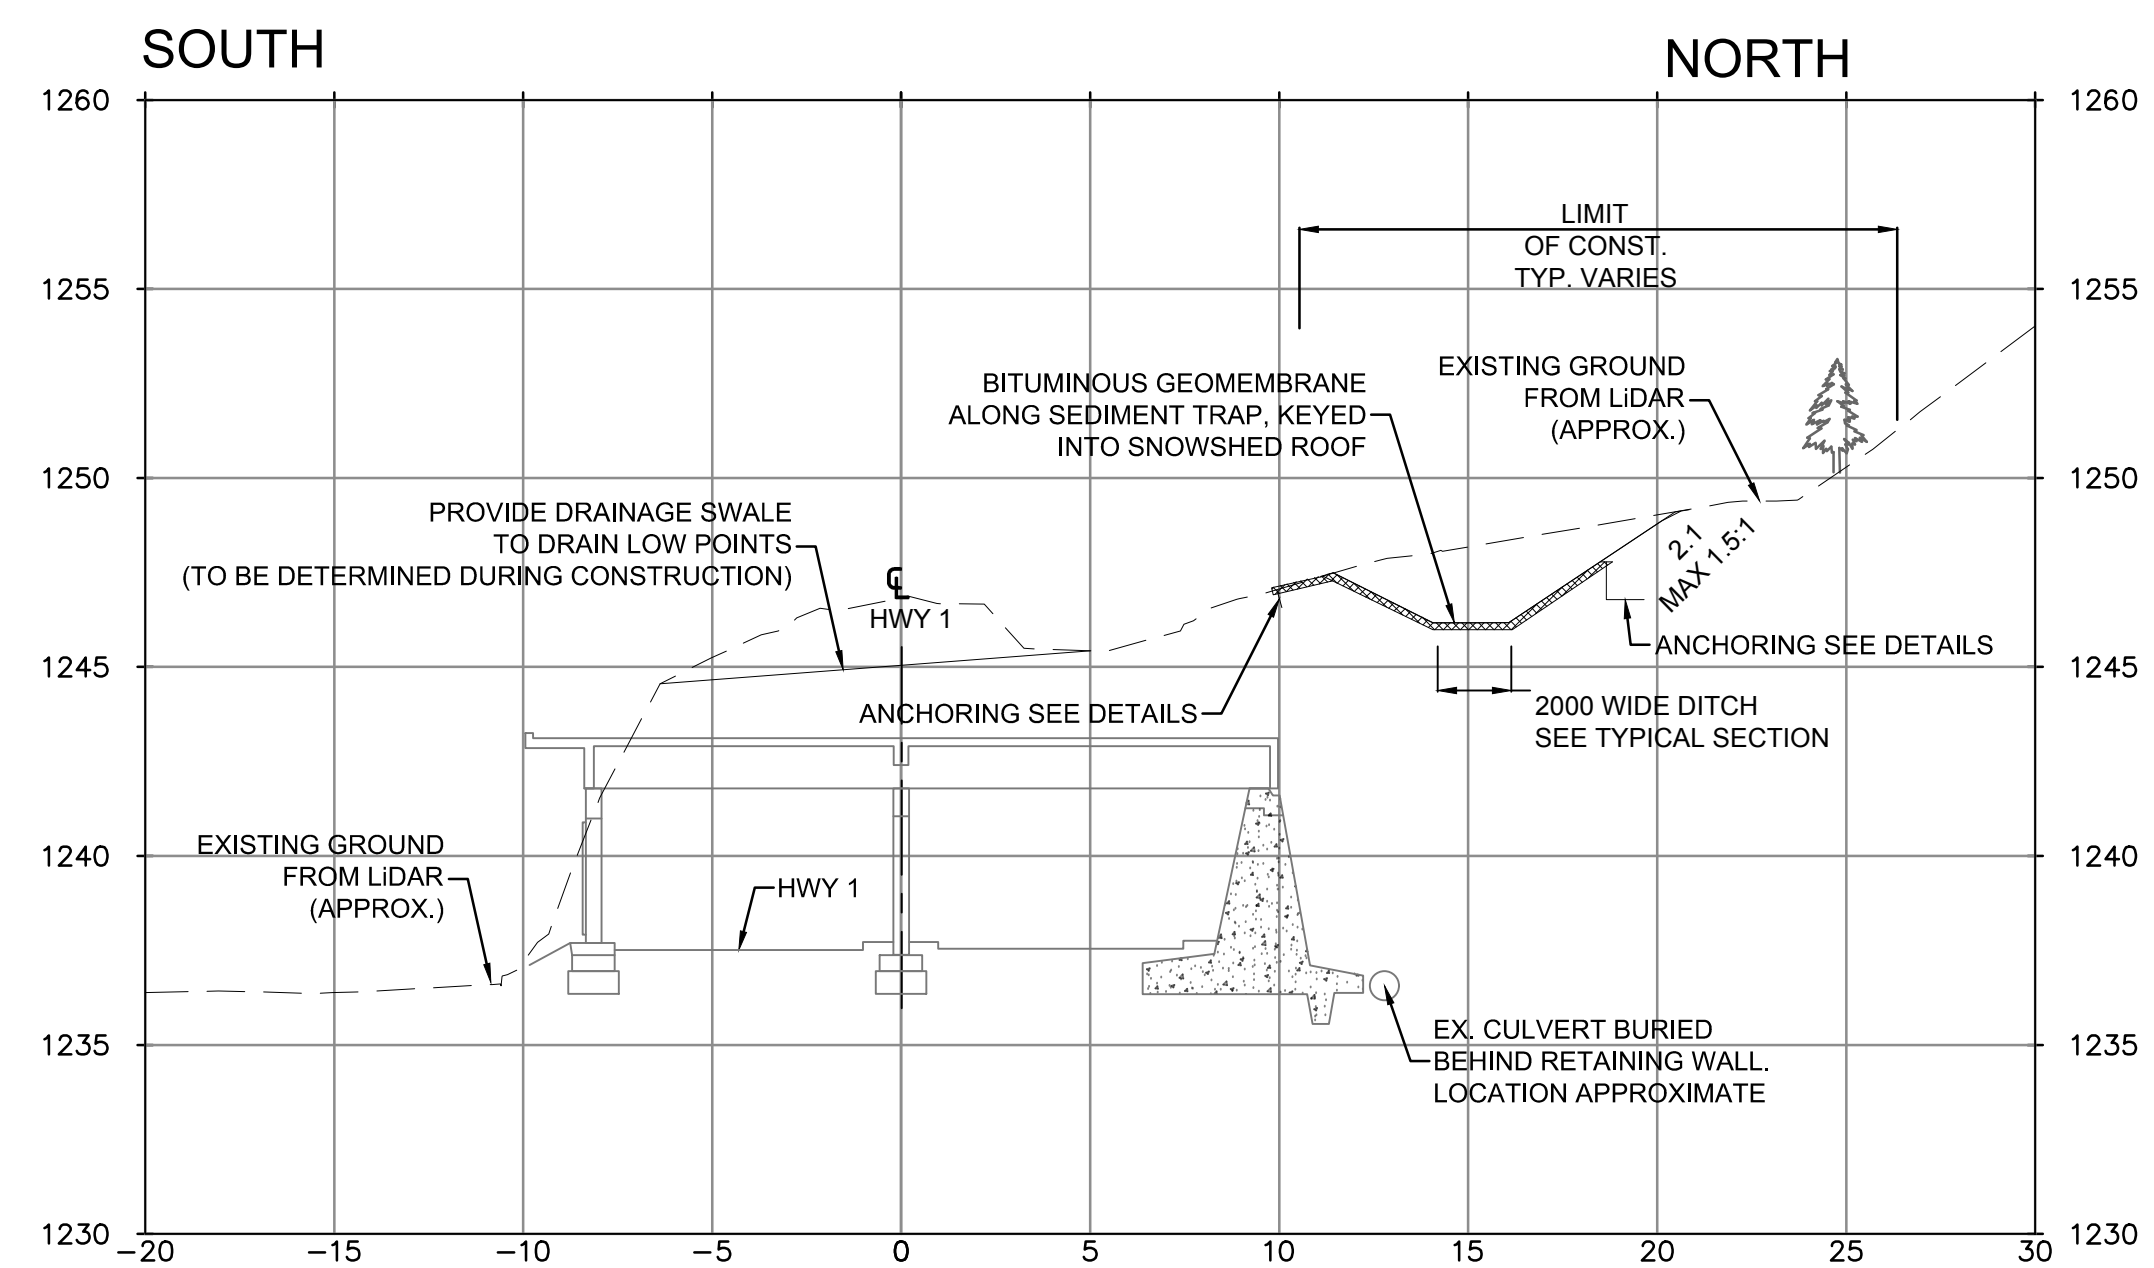 SOUTH
NORTH
1260
1260
LIMIT
OF CONST.
TYP. VARIES
1255
1255
EXISTING GROUND
FROM LiDAR
(APPROX.)
BITUMINOUS GEOMEMBRANE
ALONG SEDIMENT TRAP, KEYED
INTO SNOWSHED ROOF
1250
1250
PROVIDE DRAINAGE SWALE
TO DRAIN LOW POINTS
(TO BE DETERMINED DURING CONSTRUCTION)
2:1
MAX 1.5:1
℄
HWY 1
ANCHORING SEE DETAILS
1245
1245
ANCHORING SEE DETAILS
2000 WIDE DITCH
SEE TYPICAL SECTION
EXISTING GROUND
FROM LiDAR
(APPROX.)
1240
1240
HWY 1
EX. CULVERT BURIED
BEHIND RETAINING WALL.
LOCATION APPROXIMATE
1235
1235
1230
1230
-20 -15 -10 -5 0 5 10 15 20 25 30